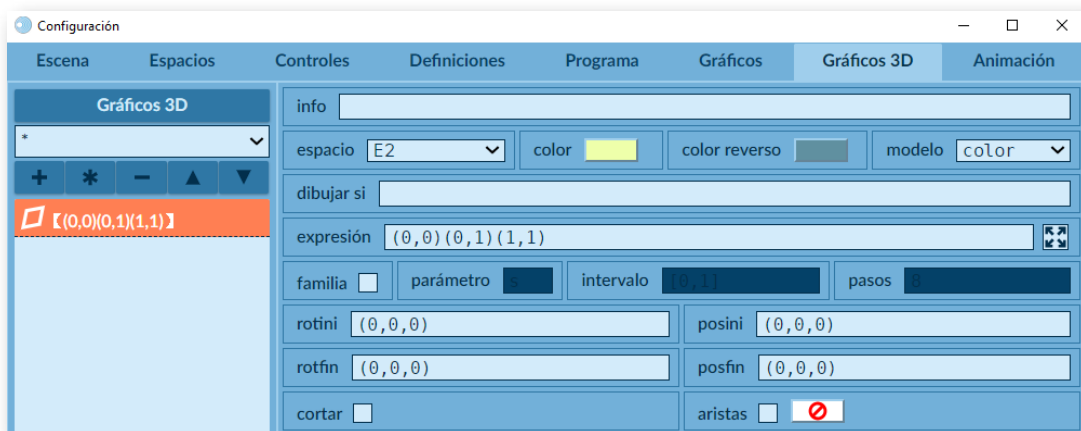 Configuración
Escena Espacios Controles Definiciones Programa Gráficos Gráficos 3D Animación
Gráficos 3D
*
info
espacio E2 color color reverso modelo color
dibujar si
【(0,0)(0,1)(1,1)】
expresión (0,0)(0,1)(1,1)
familia parámetro s intervalo [0,1] pasos 8
rotini (0,0,0) posini (0,0,0)
rotfin (0,0,0) posfin (0,0,0)
cortar aristas